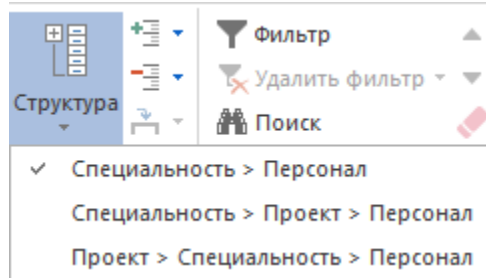 Структура
Фильтр
Удалить фильтр
Поиск
Специальность > Персонал
Специальность > Проект > Персонал
Проект > Специальность > Персонал